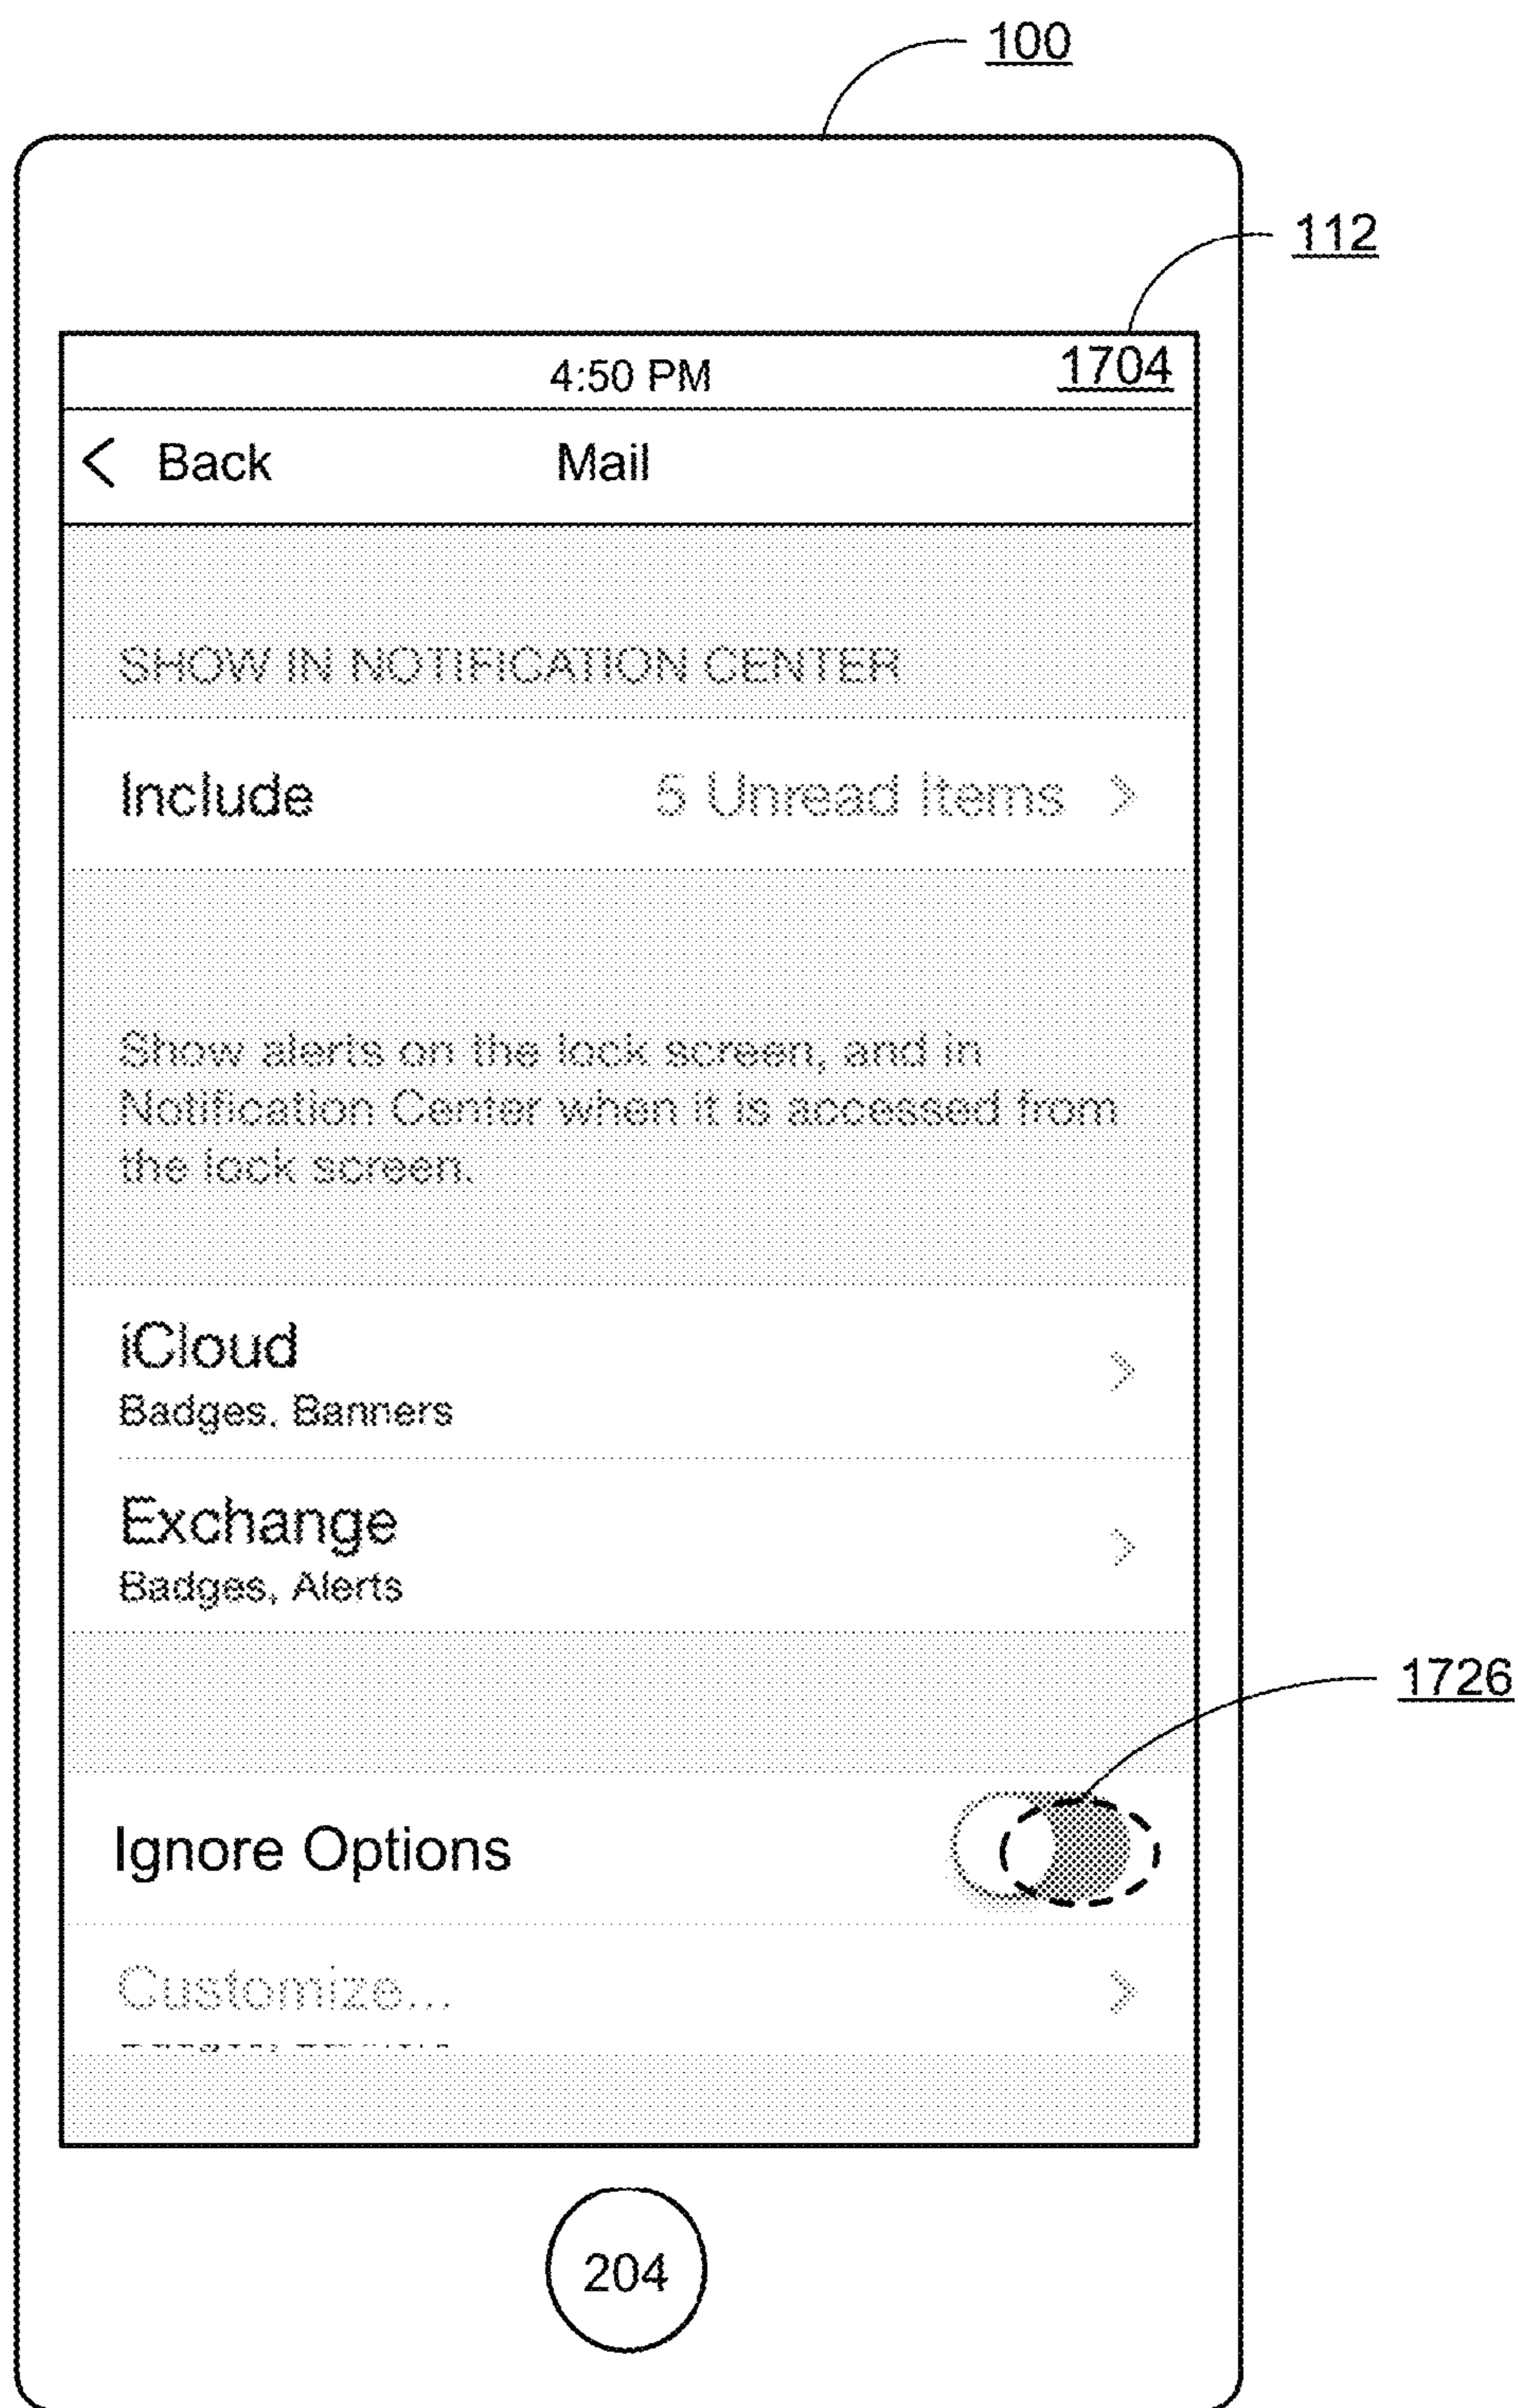 100
112
4:50 PM 1704
< Back Mail
SHOW IN NOTIFICATION CENTER
Include 5 Unread Items >
Show alerts on the lock screen, and in
Notification Center when it is accessed from
the lock screen.
iCloud >
Badges, Banners
Exchange >
Badges, Alerts
1726
Ignore Options
Customize... >
204